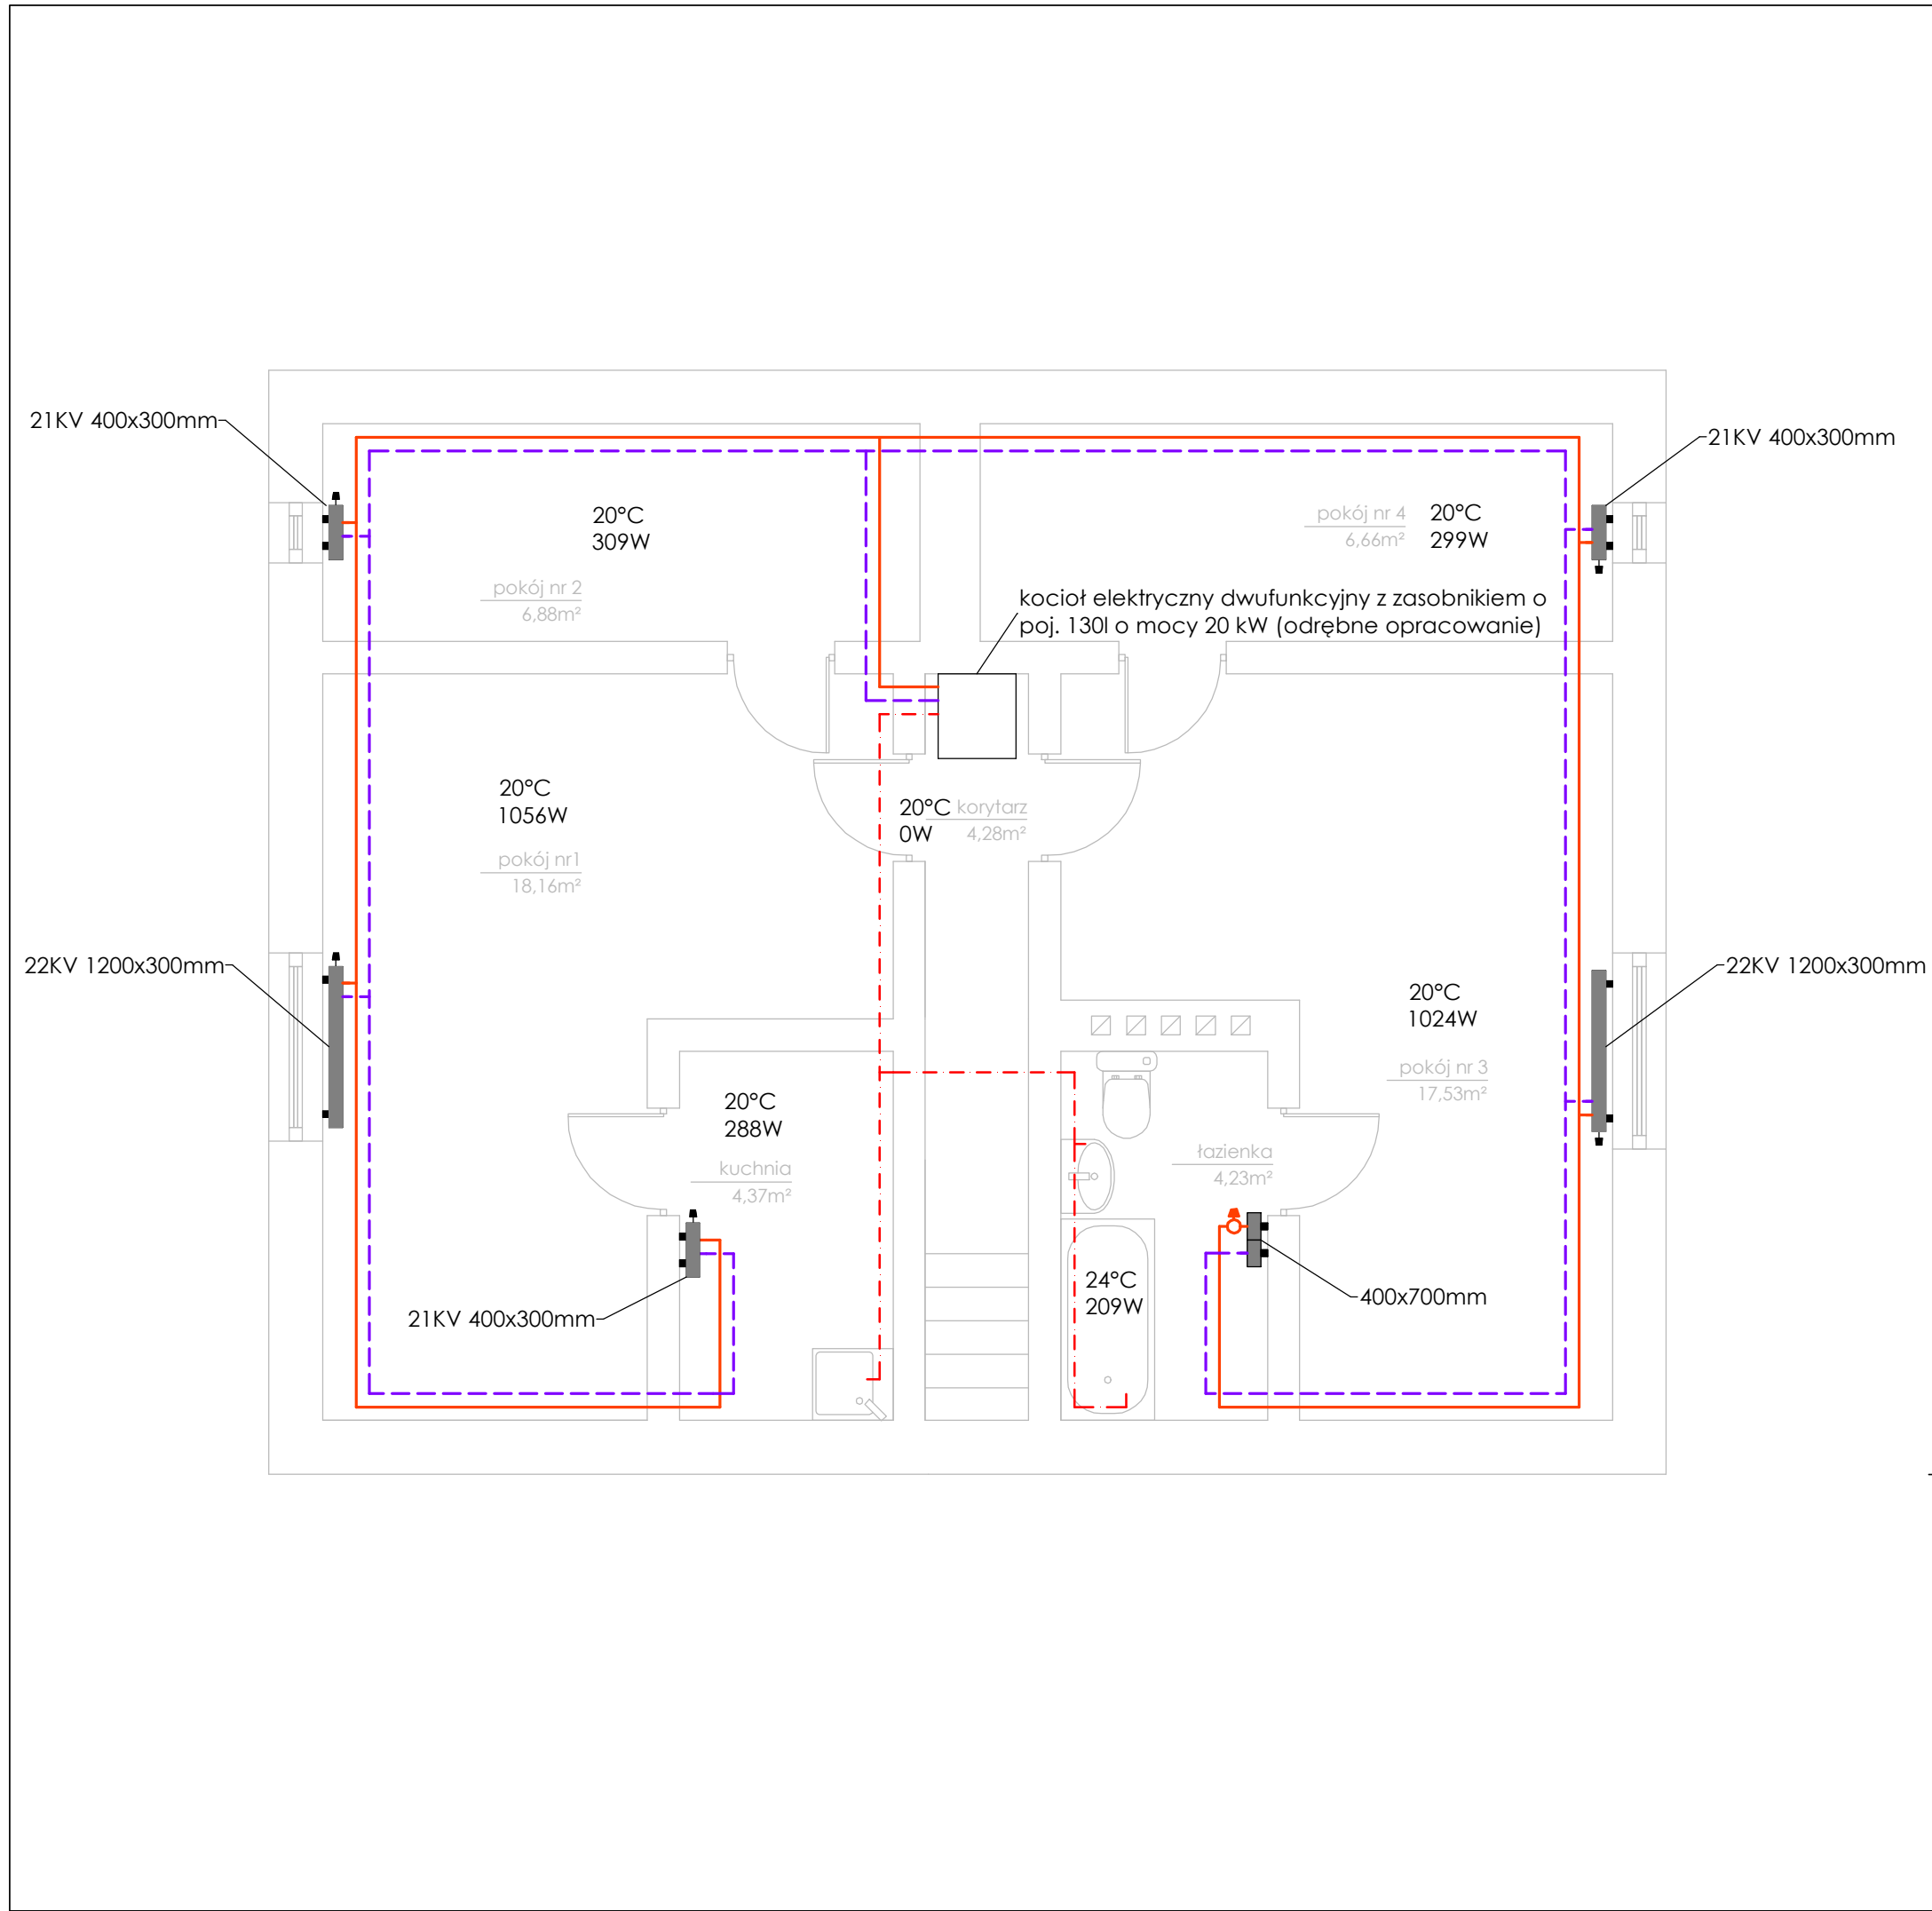 21KV 400x300mm
21KV 400x300mm
20°C
309W
pokój nr 2
6,88m²
pokój nr 4
6,66m²
20°C
299W
kocioł elektryczny dwufunkcyjny z zasobnikiem o
poj. 130l o mocy 20 kW (odrębne opracowanie)
20°C
1056W
pokój nr1
18,16m²
20°C
0W
korytarz
4,28m²
22KV 1200x300mm
22KV 1200x300mm
20°C
1024W
pokój nr 3
17,53m²
20°C
288W
kuchnia
4,37m²
łazienka
4,23m²
24°C
209W
21KV 400x300mm
400x700mm